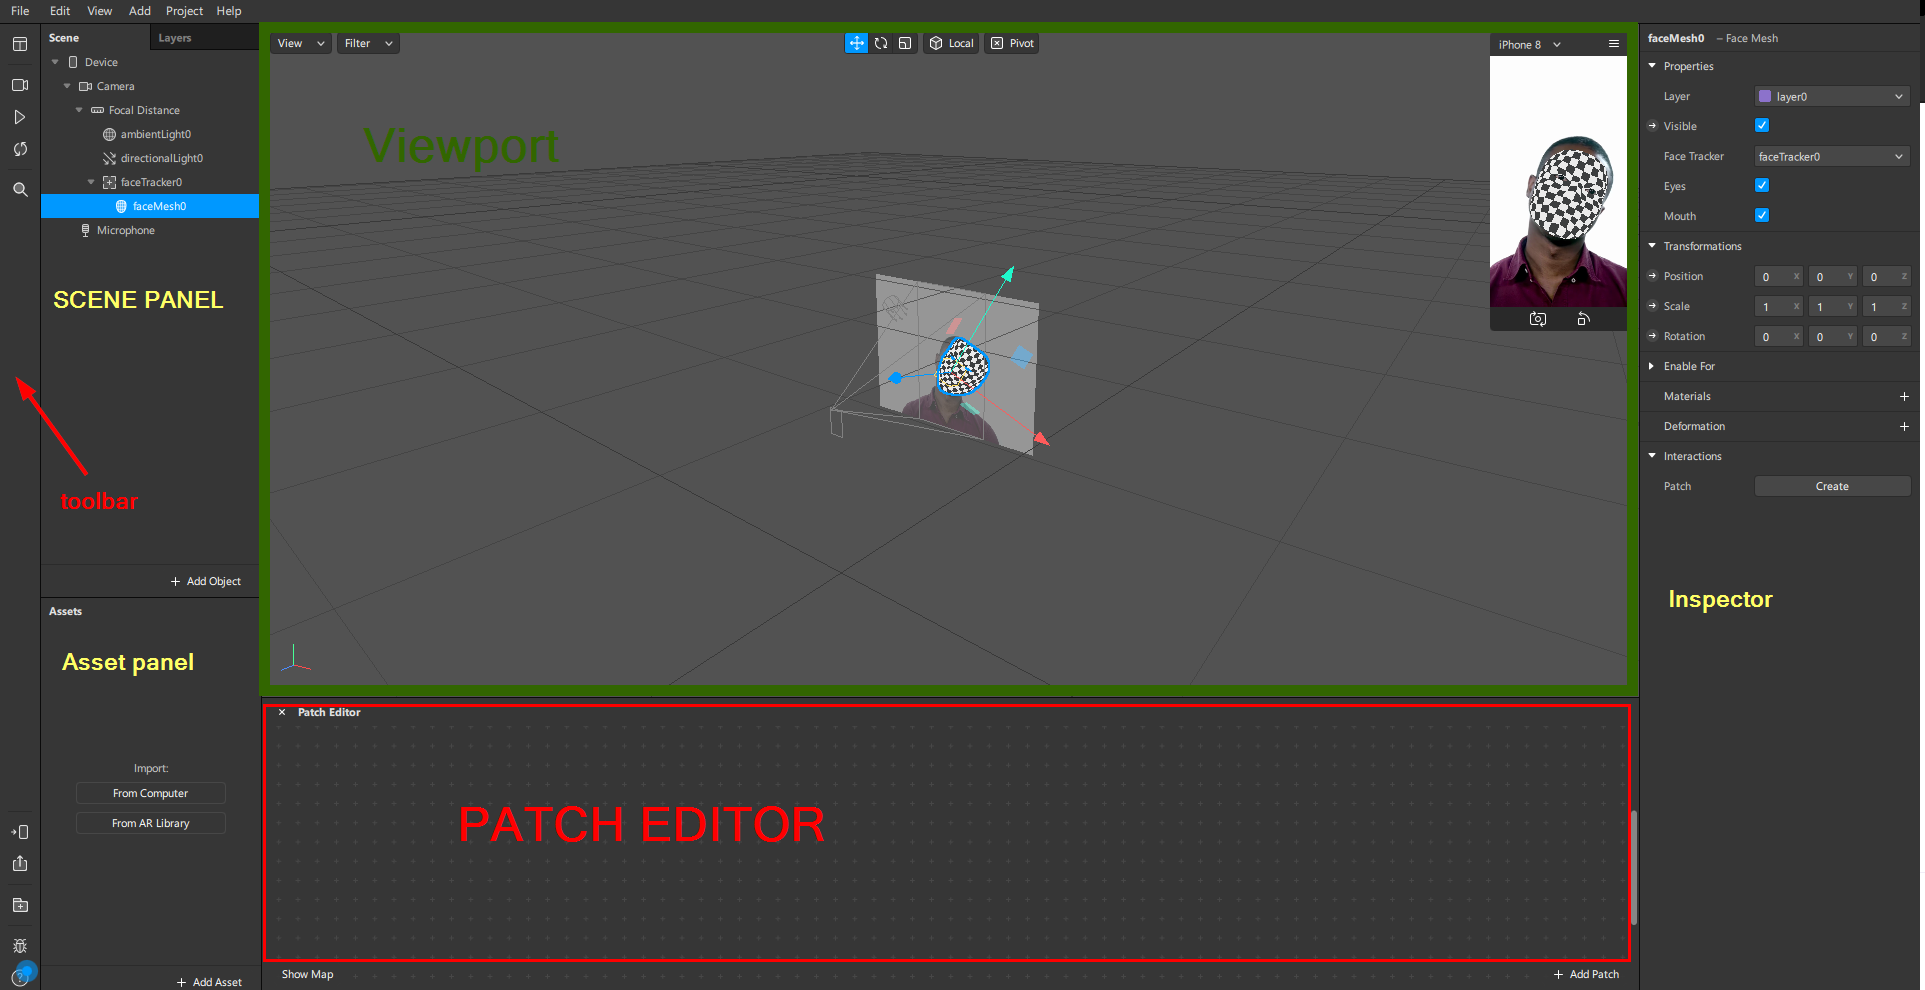 File Edit View Add Project Help
Scene Layers
Device
Camera
Focal Distance
ambientLight0
directionalLight0
faceTracker0
faceMesh0
Microphone
SCENE PANEL
toolbar
+ Add Object
Assets
Asset panel
Import:
From Computer
From AR Library
+ Add Asset
View Filter Local Pivot
Viewport
iPhone 8
× Patch Editor
PATCH EDITOR
Show Map + Add Patch
faceMesh0 – Face Mesh
Properties
Layer layer0
Visible
Face Tracker faceTracker0
Eyes
Mouth
Transformations
Position 0 X 0 Y 0 Z
Scale 1 X 1 Y 1 Z
Rotation 0 X 0 Y 0 Z
Enable For
Materials +
Deformation +
Interactions
Patch Create
Inspector